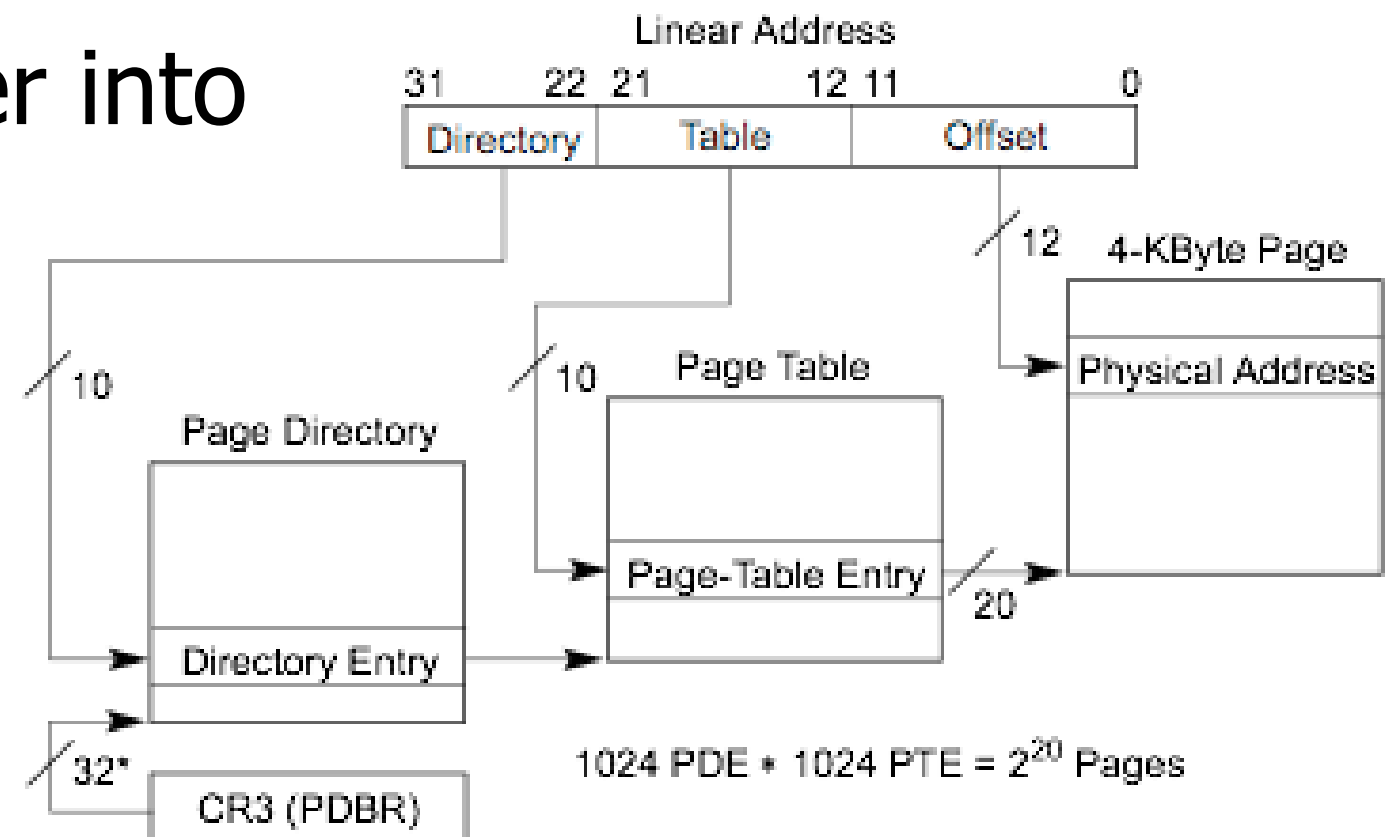 er into
Linear Address
31 22 21 12 11 0
Directory Table Offset
12
4-KByte Page
10
10
Page Table
Physical Address
Page Directory
Page-Table Entry
20
Directory Entry
32*
1024 PDE * 1024 PTE = 2^20 Pages
CR3 (PDBR)